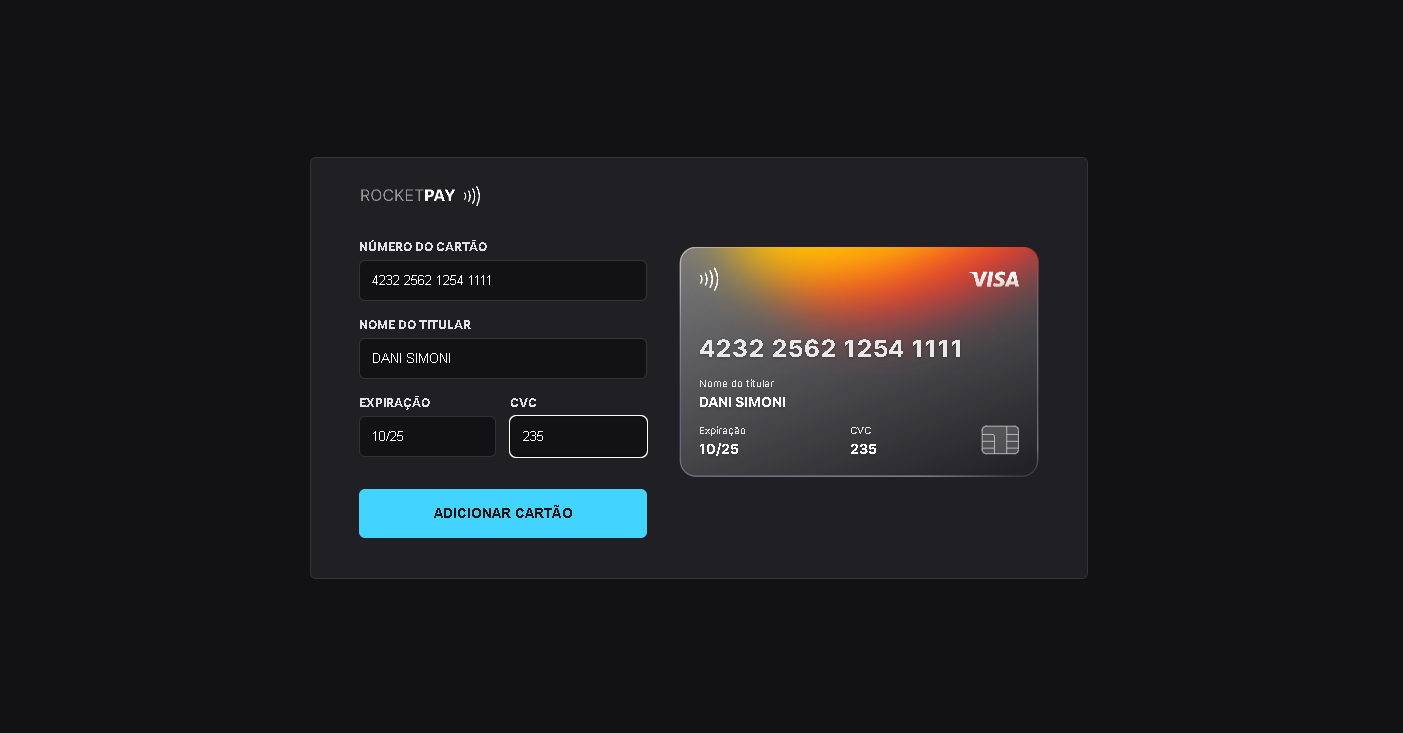 ROCKETPAY
NÚMERO DO CARTÃO
4232 2562 1254 1111
NOME DO TITULAR
DANI SIMONI
EXPIRAÇÃO CVC
10/25 235
ADICIONAR CARTÃO
VISA
4232 2562 1254 1111
Nome do titular
DANI SIMONI
Expiração CVC
10/25 235